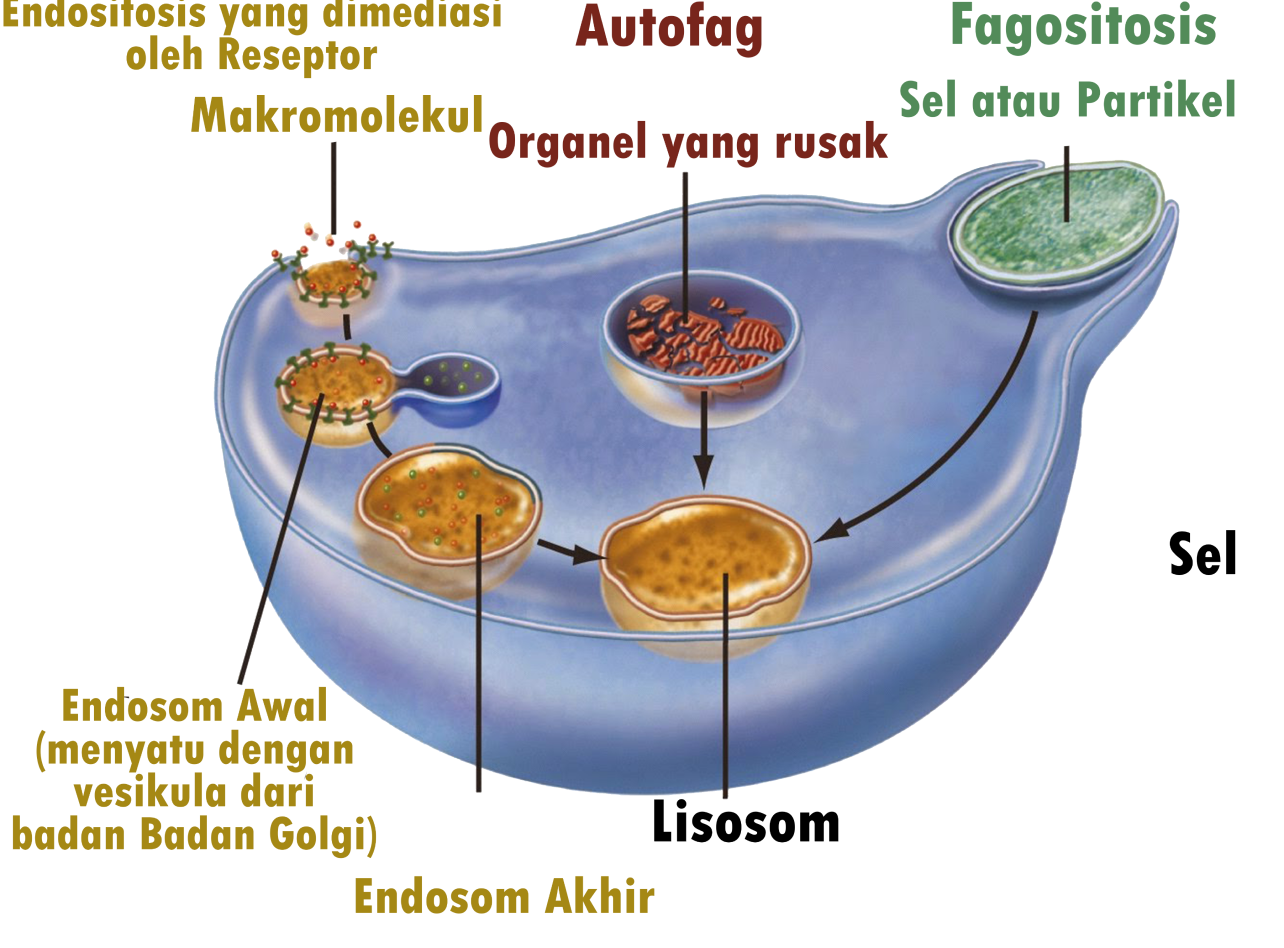 Endositosis yang dimediasi
oleh Reseptor
Makromolekul
Autofag
Organel yang rusak
Fagositosis
Sel atau Partikel
Sel
Endosom Awal
(menyatu dengan
vesikula dari
badan Badan Golgi)
Lisosom
Endosom Akhir